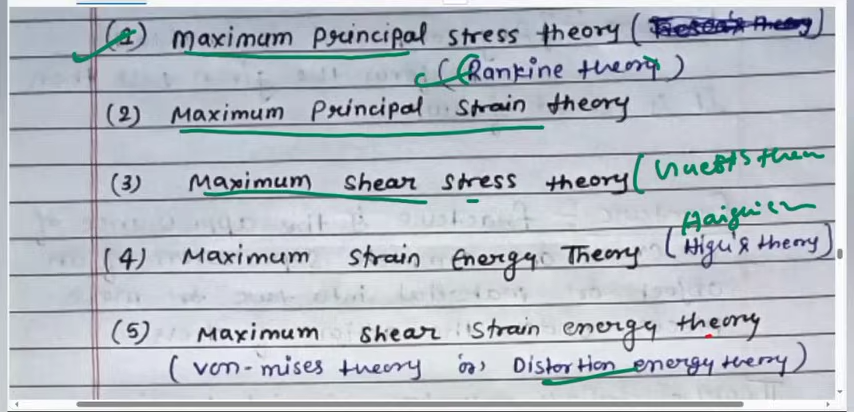 (1) Maximum principal stress theory (
(Rankine theory)
(2) Maximum Principal strain theory
(3) Maximum shear stress theory (
(4) Maximum strain energy Theory (Higu's theory)
(5) Maximum shear strain energy theory
(von-mises theory or Distortion energy theory)